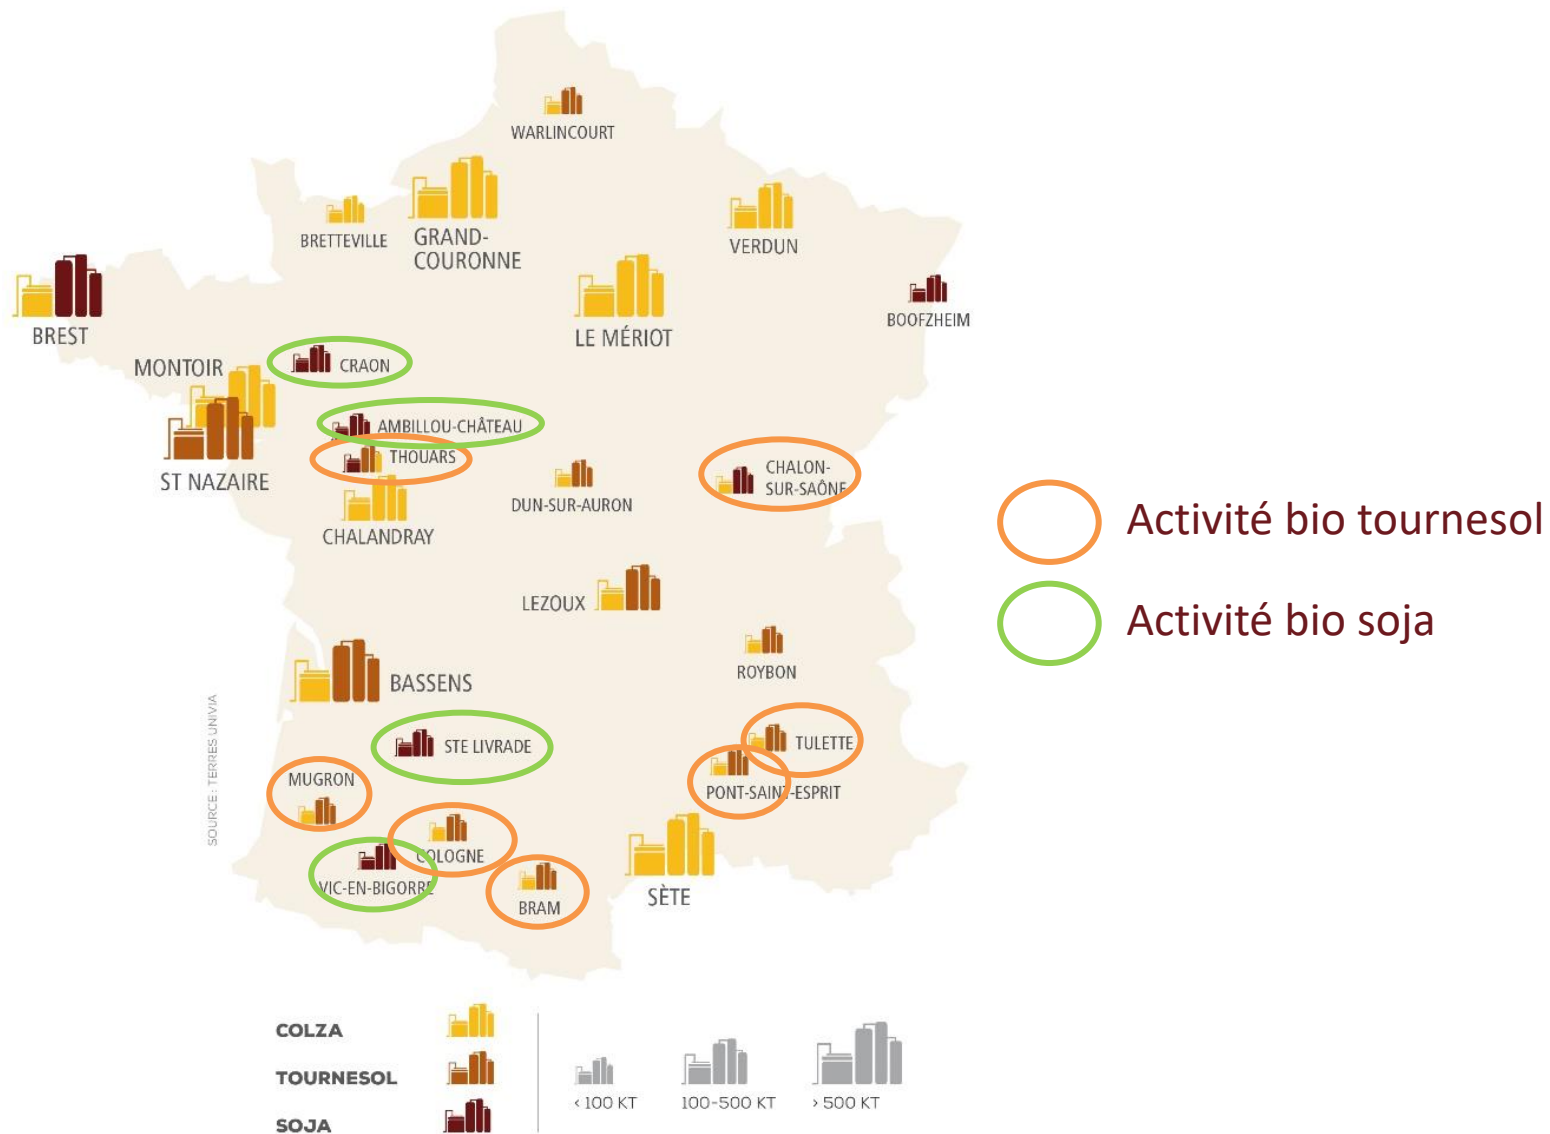 WARLINCOURT
BRETTEVILLE
GRAND-
COURONNE
VERDUN
BREST
LE MÉRIOT
BOOFZHEIM
MONTOIR
CRAON
AMBILLOU-CHÂTEAU
THOUARS
ST NAZAIRE
CHALON-
SUR-SAÔNE
DUN-SUR-AURON
CHALANDRAY
Activité bio tournesol
LEZOUX
Activité bio soja
ROYBON
BASSENS
STE LIVRADE
TULETTE
MUGRON
PONT-SAINT-ESPRIT
SOURCE : TERRES UNIVIA
COLOGNE
VIC-EN-BIGORRE
BRAM
SÈTE
COLZA
TOURNESOL
SOJA
< 100 KT
100-500 KT
> 500 KT